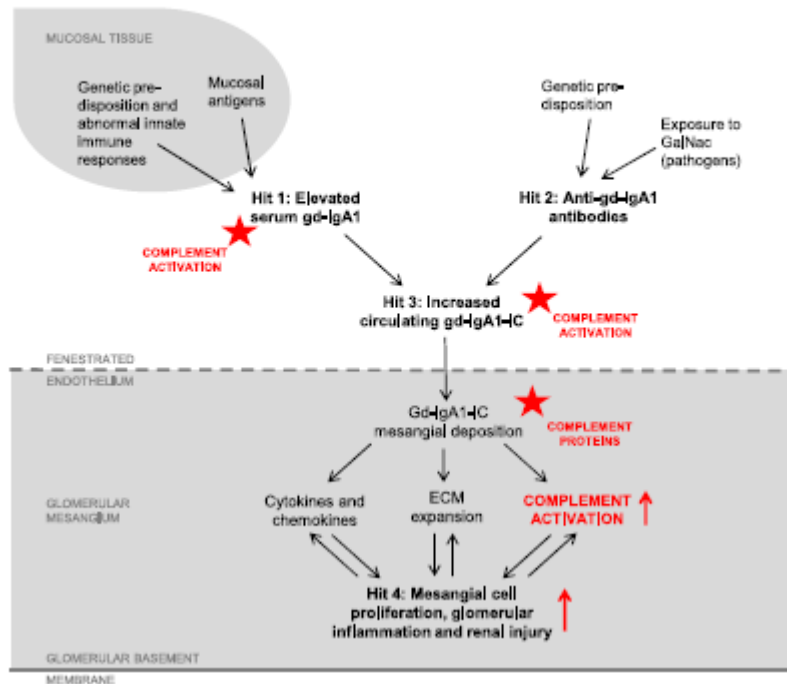 MUCOSAL TISSUE
Genetic pre-
disposition and
abnormal innate
immune
responses
Mucosal
antigens
Genetic pre-
disposition
Exposure to
GalNac
(pathogens)
Hit 1: Elevated
serum gd-IgA1
Hit 2: Anti-gd-IgA1
antibodies
COMPLEMENT
ACTIVATION
Hit 3: Increased
circulating gd-IgA1-IC
COMPLEMENT
ACTIVATION
FENESTRATED
ENDOTHELIUM
Gd-IgA1-IC
mesangial deposition
COMPLEMENT
PROTEINS
GLOMERULAR
MESANGIUM
Cytokines and
chemokines
ECM
expansion
COMPLEMENT
ACTIVATION
Hit 4: Mesangial cell
proliferation, glomerular
inflammation and renal injury
GLOMERULAR BASEMENT
MEMBRANE